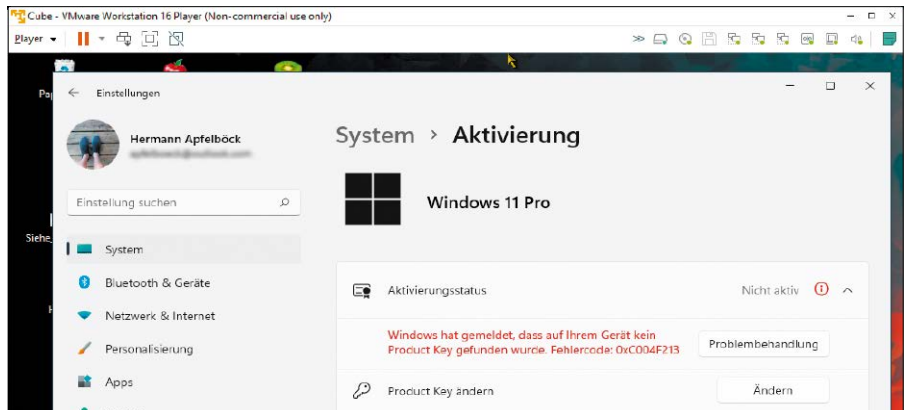 Cube - VMware Workstation 16 Player (Non-commercial use only)
Player
Pap
Einstellungen
Hermann Apfelböck
System > Aktivierung
Einstellung suchen
Windows 11 Pro
Siehe
System
Bluetooth & Geräte
Aktivierungsstatus
Nicht aktiv
Netzwerk & Internet
Windows hat gemeldet, dass auf Ihrem Gerät kein
Product Key gefunden wurde. Fehlercode: 0xC004F213
Problembehandlung
Personalisierung
Apps
Product Key ändern
Ändern